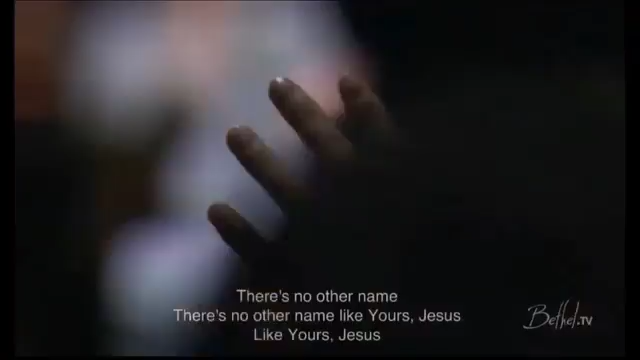 There's no other name
There's no other name like Yours, Jesus
Like Yours, Jesus
Bethel.TV